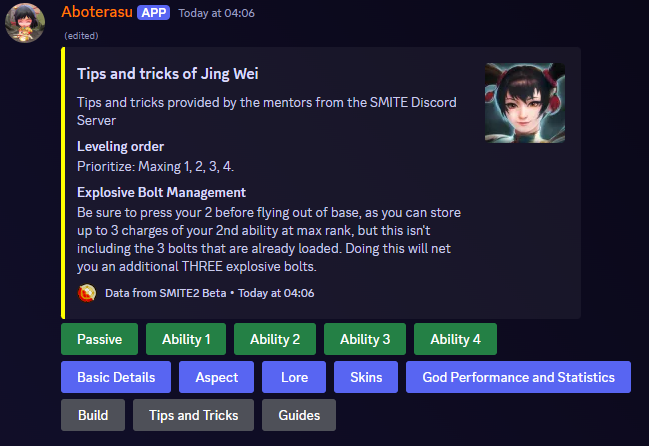 Aboterasu APP Today at 04:06
(edited)
Tips and tricks of Jing Wei
Tips and tricks provided by the mentors from the SMITE Discord
Server
Leveling order
Prioritize: Maxing 1, 2, 3, 4.
Explosive Bolt Management
Be sure to press your 2 before flying out of base, as you can store
up to 3 charges of your 2nd ability at max rank, but this isn't
including the 3 bolts that are already loaded. Doing this will net
you an additional THREE explosive bolts.
Data from SMITE2 Beta • Today at 04:06
Passive Ability 1 Ability 2 Ability 3 Ability 4
Basic Details Aspect Lore Skins God Performance and Statistics
Build Tips and Tricks Guides